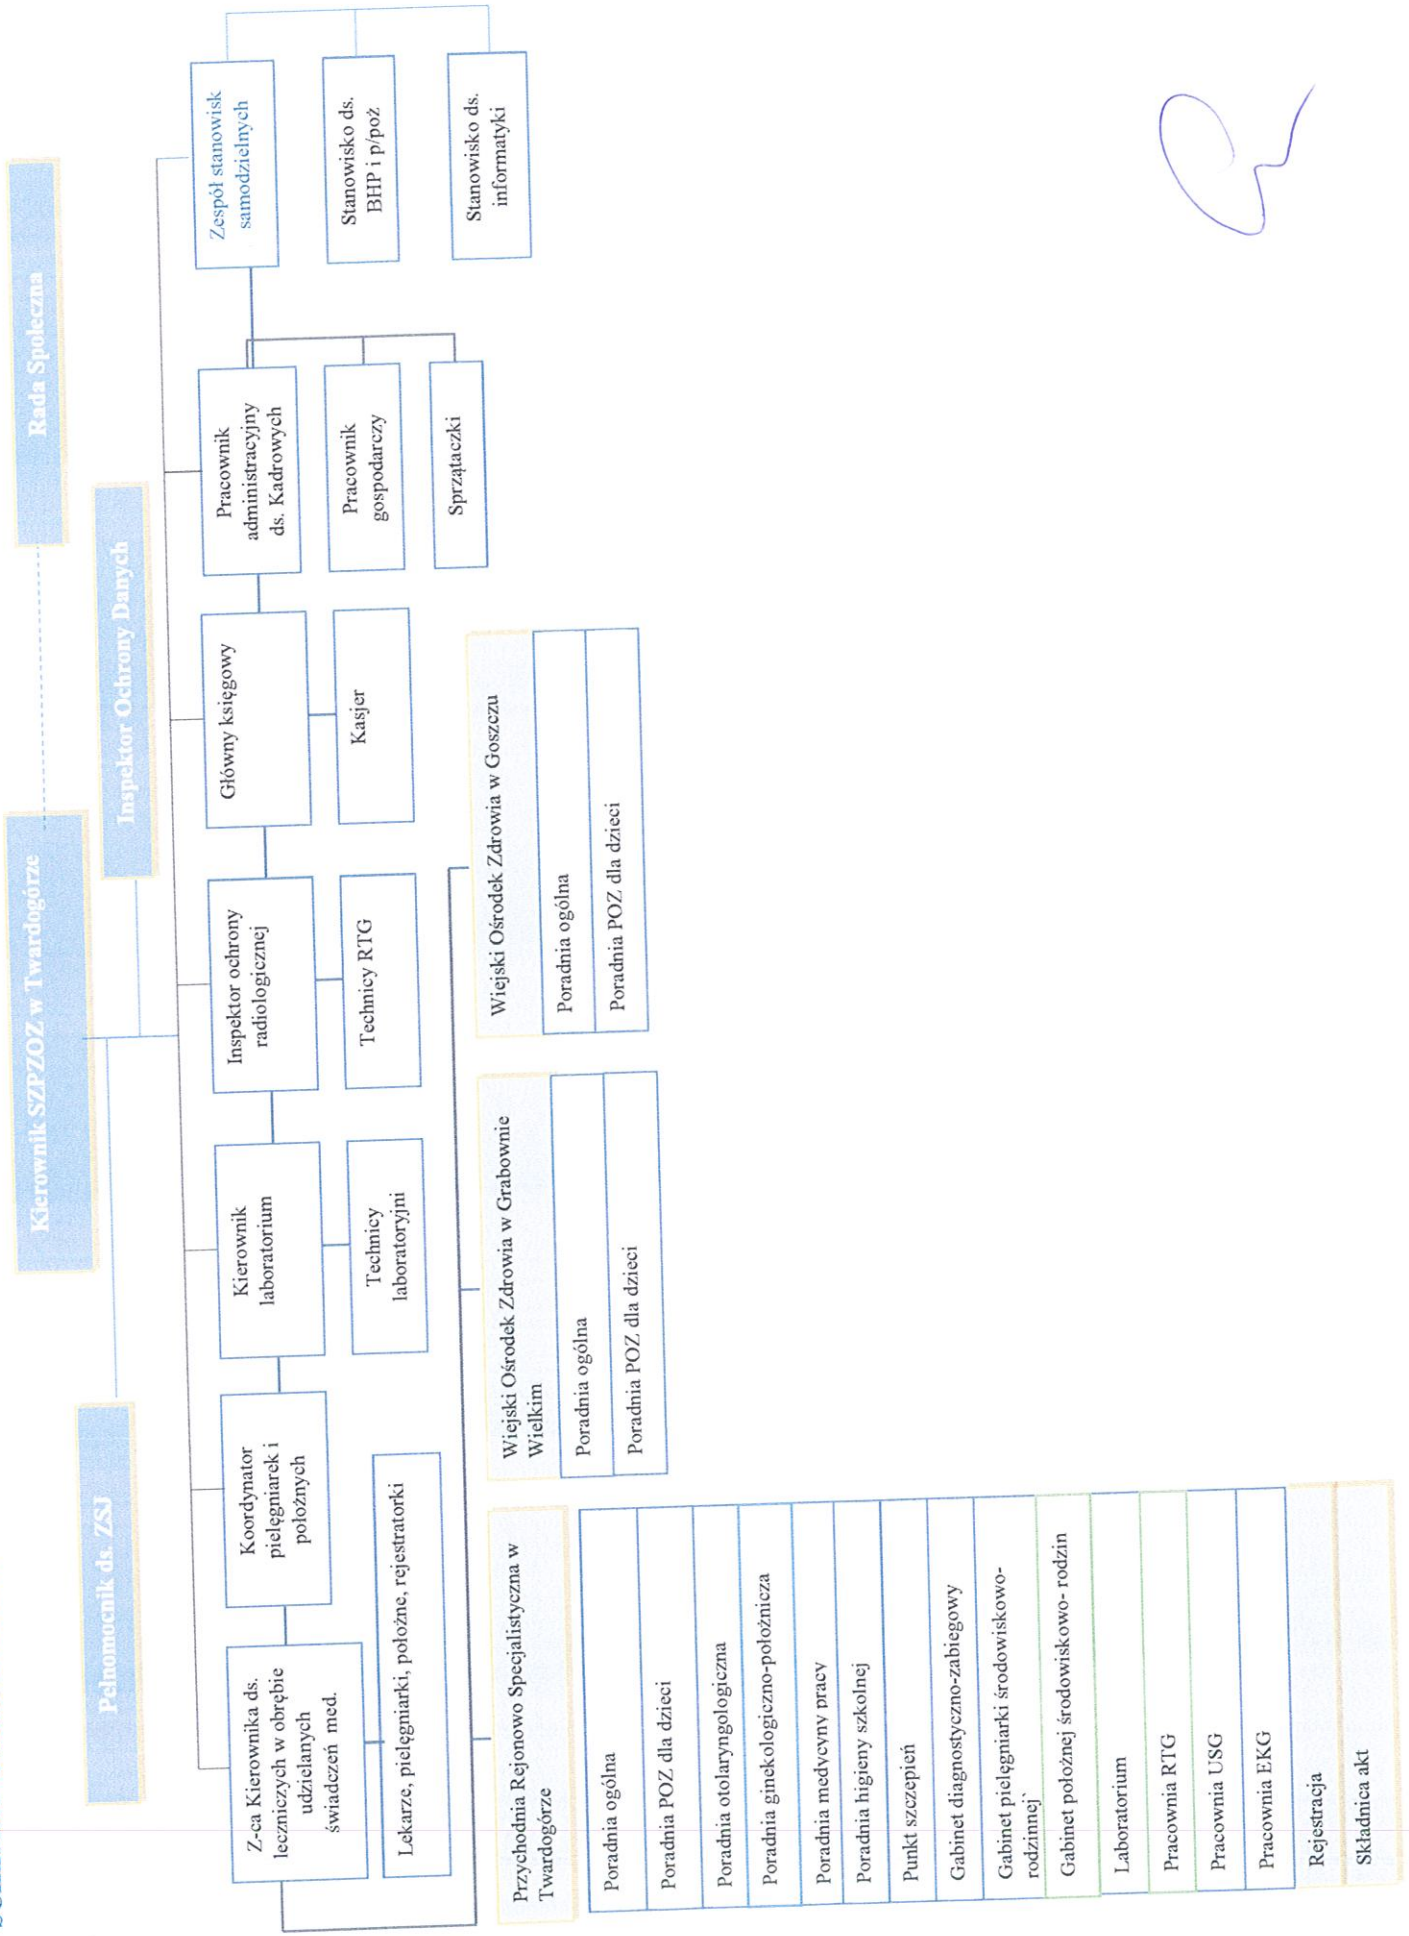 Kierownik SZPZOZ w Twardogórze
Rada Społeczna
Pełnomocnik ds. ZSJ
Inspektor Ochrony Danych
Z-ca Kierownika ds.
leczniczych w obrębie
udzielanych
świadczeń med.
Koordynator
pielęgniarek i
położnych
Kierownik
laboratorium
Inspektor ochrony
radiologicznej
Główny księgowy
Pracownik
administracyjny
ds. Kadrowych
Zespół stanowisk
samodzielnych
Lekarze, pielęgniarki, położne, rejestratorki
Technicy
laboratoryjni
Technicy RTG
Kasjer
Pracownik
gospodarczy
Sprzątaczki
Stanowisko ds.
BHP i p/poż
Stanowisko ds.
informatyki
Przychodnia Rejonowo Specjalistyczna w
Twardogórze
Poradnia ogólna
Poradnia POZ dla dzieci
Poradnia otolaryngologiczna
Poradnia ginekologiczno-położnicza
Poradnia medycyny pracy
Poradnia higieny szkolnej
Punkt szczepień
Gabinet diagnostyczno-zabiegowy
Gabinet pielęgniarki środowiskowo-
rodzinnej
Gabinet położnej środowiskowo- rodzin
Laboratorium
Pracownia RTG
Pracownia USG
Pracownia EKG
Rejestracja
Składnica akt
Wiejski Ośrodek Zdrowia w Grabownie
Wielkim
Poradnia ogólna
Poradnia POZ dla dzieci
Wiejski Ośrodek Zdrowia w Goszczu
Poradnia ogólna
Poradnia POZ dla dzieci